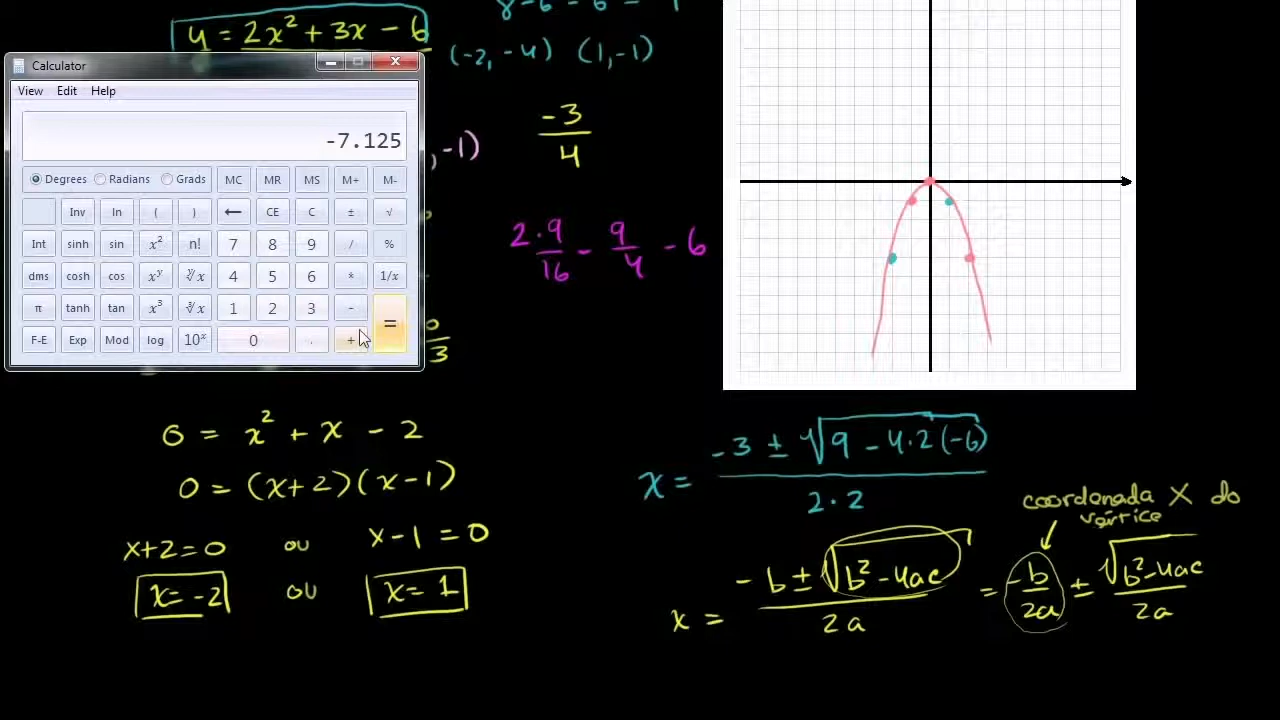 y = 2x² + 3x - 6
(-2, -4) (1, -1)
Calculator
View Edit Help
-7.125
Degrees Radians Grads MC MR MS M+ M-
Inv ln ( ) ← CE C ± √
Int sinh sin x² n! 7 8 9 / %
dms cosh cos xʸ ʸ√x 4 5 6 * 1/x
π tanh tan x³ ³√x 1 2 3 - =
F-E Exp Mod log 10ˣ 0 . +
, -1)
-3/4
2·9/16 - 9/4 - 6
0 = x² + x - 2
0 = (x+2)(x-1)
x+2=0 ou x-1=0
x=-2 ou x=1
x = (-3 ± √(9 - 4·2(-6)))/(2·2)
coordenada X do
vértice
x = (-b ± √(b²-4ac))/(2a) = -b/(2a) ± √(b²-4ac)/(2a)